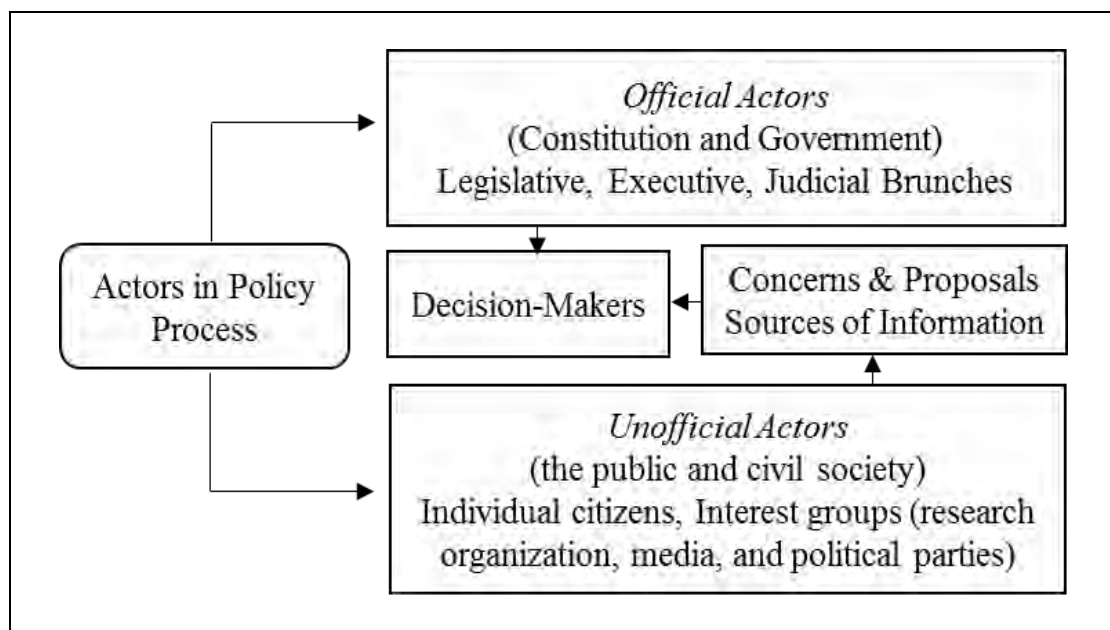 Official Actors
(Constitution and Government)
Legislative, Executive, Judicial Brunches
Actors in Policy
Process
Decision-Makers
Concerns & Proposals
Sources of Information
Unofficial Actors
(the public and civil society)
Individual citizens, Interest groups (research
organization, media, and political parties)